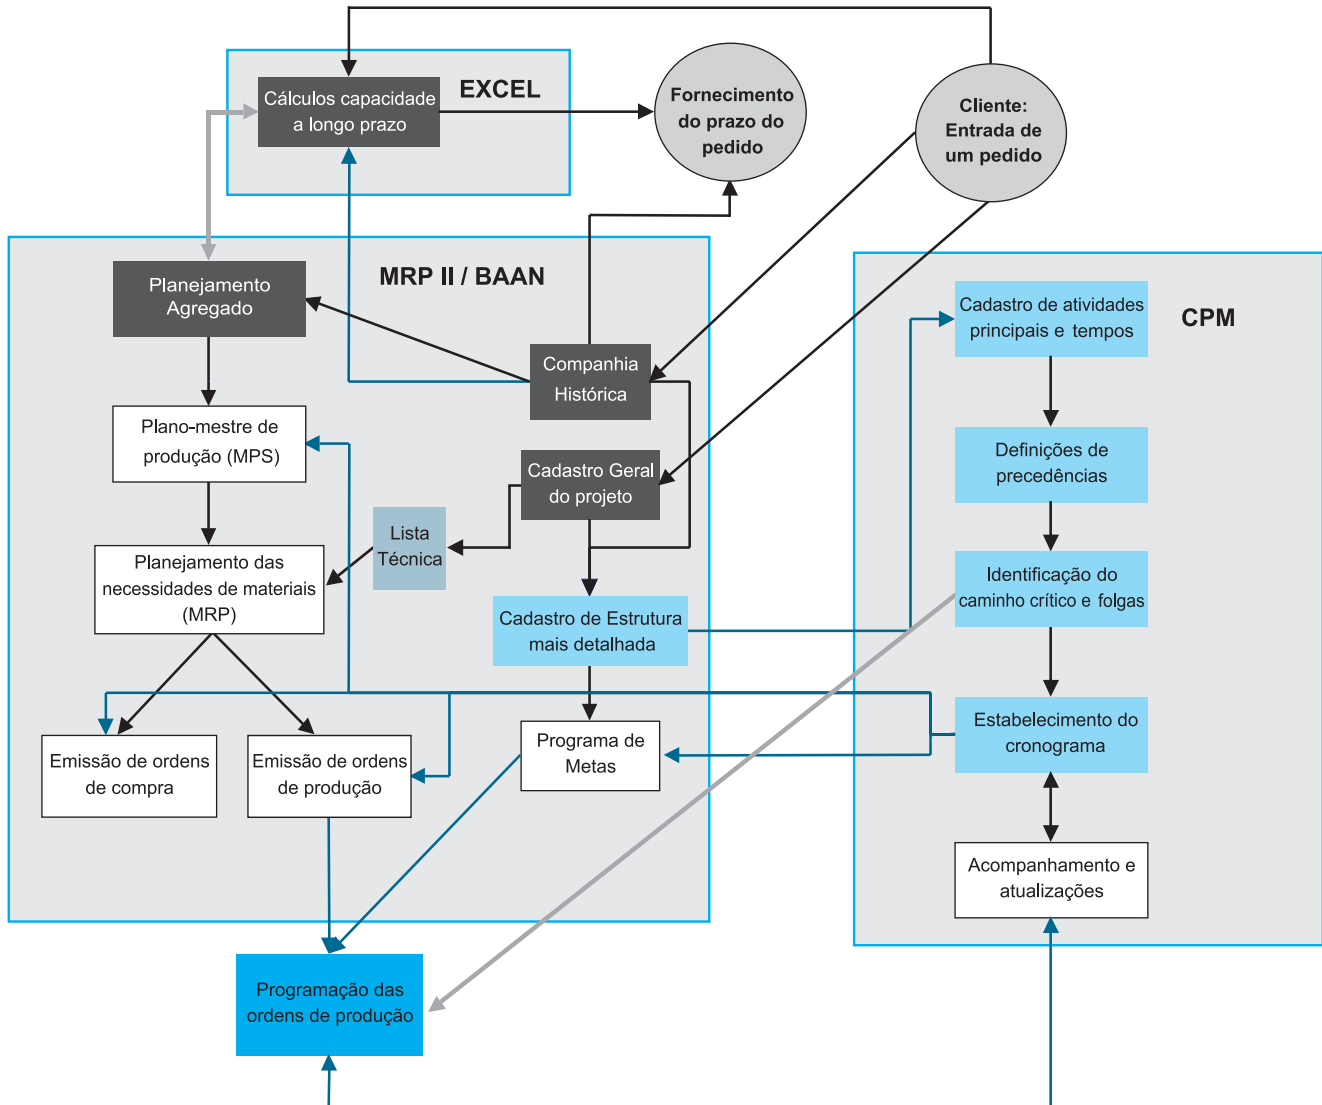 EXCEL
Cálculos capacidade
a longo prazo
Fornecimento
do prazo do
pedido
Cliente:
Entrada de
um pedido
MRP II / BAAN
Planejamento
Agregado
Companhia
Histórica
Plano-mestre de
produção (MPS)
Cadastro Geral
do projeto
Lista
Técnica
Planejamento das
necessidades de materiais
(MRP)
Cadastro de Estrutura
mais detalhada
Emissão de ordens
de compra
Emissão de ordens
de produção
Programa de
Metas
CPM
Cadastro de atividades
principais e tempos
Definições de
precedências
Identificação do
caminho crítico e folgas
Estabelecimento do
cronograma
Acompanhamento e
atualizações
Programação das
ordens de produção